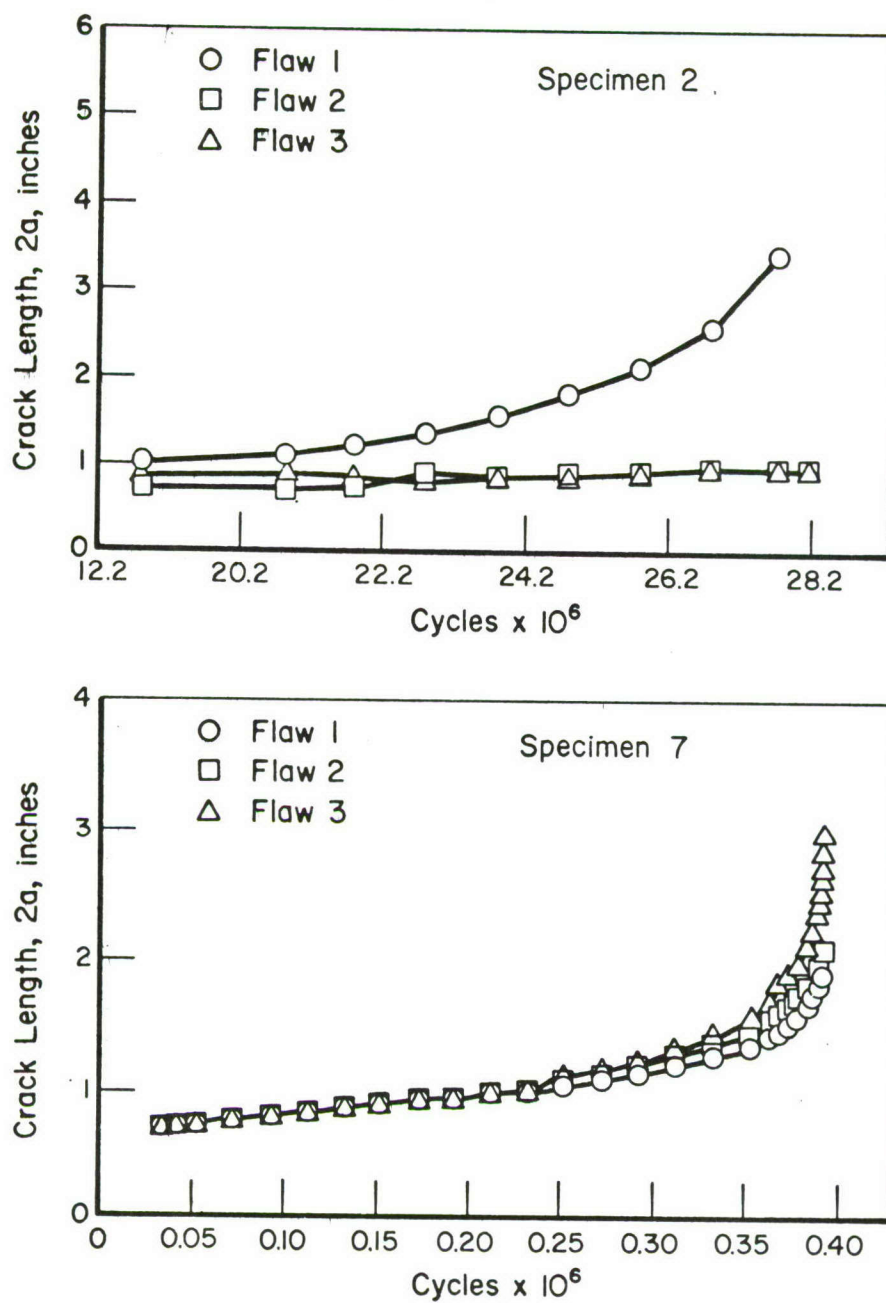 6
Flaw 1
Specimen 2
Flaw 2
5
Flaw 3
4
3
2
1
0
Crack Length, 2a, inches
12.2 20.2 22.2 24.2 26.2 28.2
Cycles x 10⁶
4
Flaw 1
Specimen 7
Flaw 2
Flaw 3
3
2
1
0
Crack Length, 2a, inches
0 0.05 0.10 0.15 0.20 0.25 0.30 0.35 0.40
Cycles x 10⁶